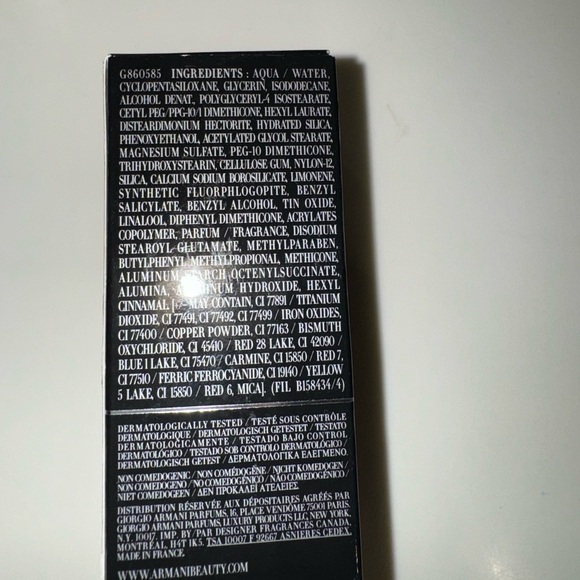 G860585 INGREDIENTS : AQUA / WATER,
CYCLOPENTASILOXANE, GLYCERIN, ISODODECANE,
ALCOHOL DENAT., POLYGLYCERYL-4 ISOSTEARATE,
CETYL PEG/PPG-10/1 DIMETHICONE, HEXYL LAURATE,
DISTEARDIMONIUM HECTORITE, HYDRATED SILICA,
PHENOXYETHANOL, ACETYLATED GLYCOL STEARATE,
MAGNESIUM SULFATE, PEG-10 DIMETHICONE,
TRIHYDROXYSTEARIN, CELLULOSE GUM, NYLON-12,
SILICA, CALCIUM SODIUM BOROSILICATE, LIMONENE,
SYNTHETIC FLUORPHLOGOPITE, BENZYL
SALICYLATE, BENZYL ALCOHOL, TIN OXIDE,
LINALOOL, DIPHENYL DIMETHICONE, ACRYLATES
COPOLYMER, PARFUM / FRAGRANCE, DISODIUM
STEAROYL GLUTAMATE, METHYLPARABEN,
BUTYLPHENYL METHYLPROPIONAL, METHICONE,
ALUMINUM STARCH OCTENYLSUCCINATE,
ALUMINA, ALUMINUM HYDROXIDE, HEXYL
CINNAMAL. [+/- MAY CONTAIN, CI 77891 / TITANIUM
DIOXIDE, CI 77491, CI 77492, CI 77499 / IRON OXIDES,
CI 77400 / COPPER POWDER, CI 77163 / BISMUTH
OXYCHLORIDE, CI 45410 / RED 28 LAKE, CI 42090 /
BLUE 1 LAKE, CI 75470 / CARMINE, CI 15850 / RED 7,
CI 77510 / FERRIC FERROCYANIDE, CI 19140 / YELLOW
5 LAKE, CI 15850 / RED 6, MICA]. (F.I.L. B158434/4)
DERMATOLOGICALLY TESTED / TESTÉ SOUS CONTRÔLE
DERMATOLOGIQUE / DERMATOLOGISCH GETESTET / TESTATO
DERMATOLOGICAMENTE / TESTADO BAJO CONTROL
DERMATOLÓGICO / TESTADO SOB CONTROLO DERMATOLÓGICO /
DERMATOLOGISCH GETEST / ΔΕΡΜΑΤΟΛΟΓΙΚΑ ΕΛΕΓΜΕΝΟ.
NON COMEDOGENIC / NON COMÉDOGÈNE / NICHT KOMEDOGEN /
NON COMEDOGENO / NO COMEDOGÉNICO / NÃO COMEDOGÉNICO /
NIET COMEDOGEEN / ΔΕΝ ΠΡΟΚΑΛΕΙ ΑΤΕΛΕΙΕΣ
DISTRIBUTION RÉSERVÉE AUX DÉPOSITAIRES AGRÉÉS PAR
GIORGIO ARMANI PARFUMS, 16, PLACE VENDÔME 75001 PARIS.
GIORGIO ARMANI PARFUMS, LUXURY PRODUCTS LLC, NEW YORK,
N.Y. 10017. IMP. BY/PAR DESIGNER FRAGRANCES CANADA,
MONTRÉAL, H4T 1K5. TSA 10007 F 92667 ASNIERES CEDEX.
MADE IN FRANCE
WWW.ARMANIBEAUTY.COM